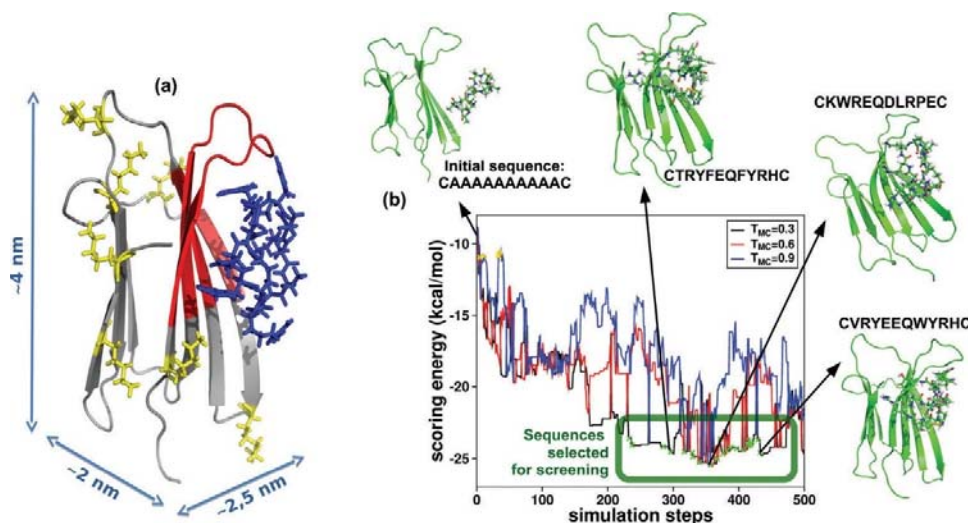 (a)
~4 nm
~2 nm
~2,5 nm
Initial sequence:
CAAAAAAAAAAC
CTRYFEQFYRHC
CKWREQDLRPEC
CVRYEEQWYRHC
(b)
scoring energy (kcal/mol)
-10
-15
-20
-25
T_MC=0.3
T_MC=0.6
T_MC=0.9
Sequences
selected
for screening
0 100 200 300 400 500
simulation steps